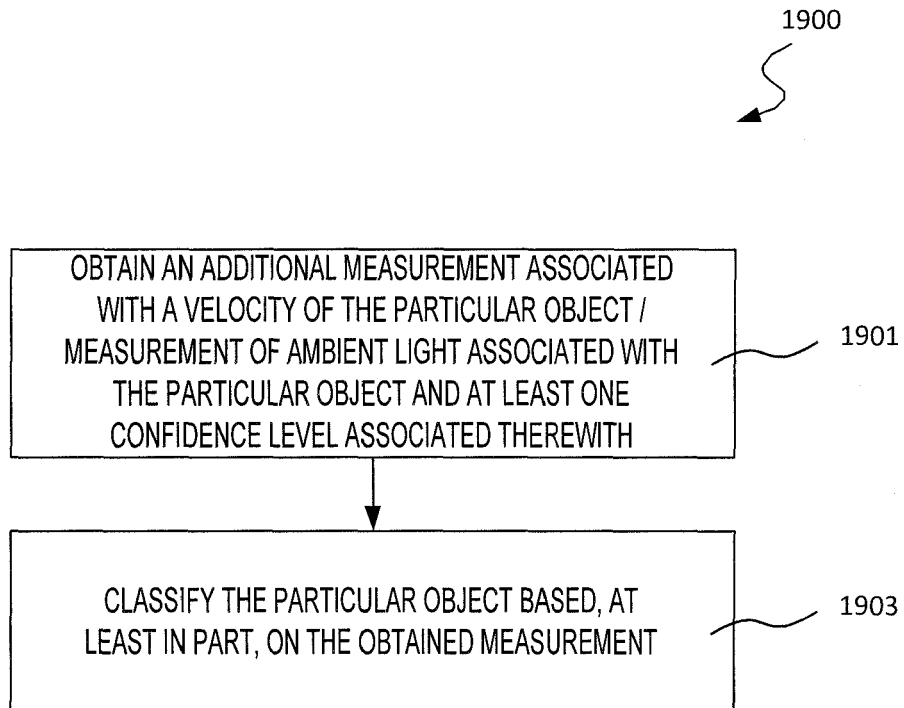 1900
OBTAIN AN ADDITIONAL MEASUREMENT ASSOCIATED
WITH A VELOCITY OF THE PARTICULAR OBJECT /
MEASUREMENT OF AMBIENT LIGHT ASSOCIATED WITH
THE PARTICULAR OBJECT AND AT LEAST ONE
CONFIDENCE LEVEL ASSOCIATED THEREWITH
1901
CLASSIFY THE PARTICULAR OBJECT BASED, AT
LEAST IN PART, ON THE OBTAINED MEASUREMENT
1903